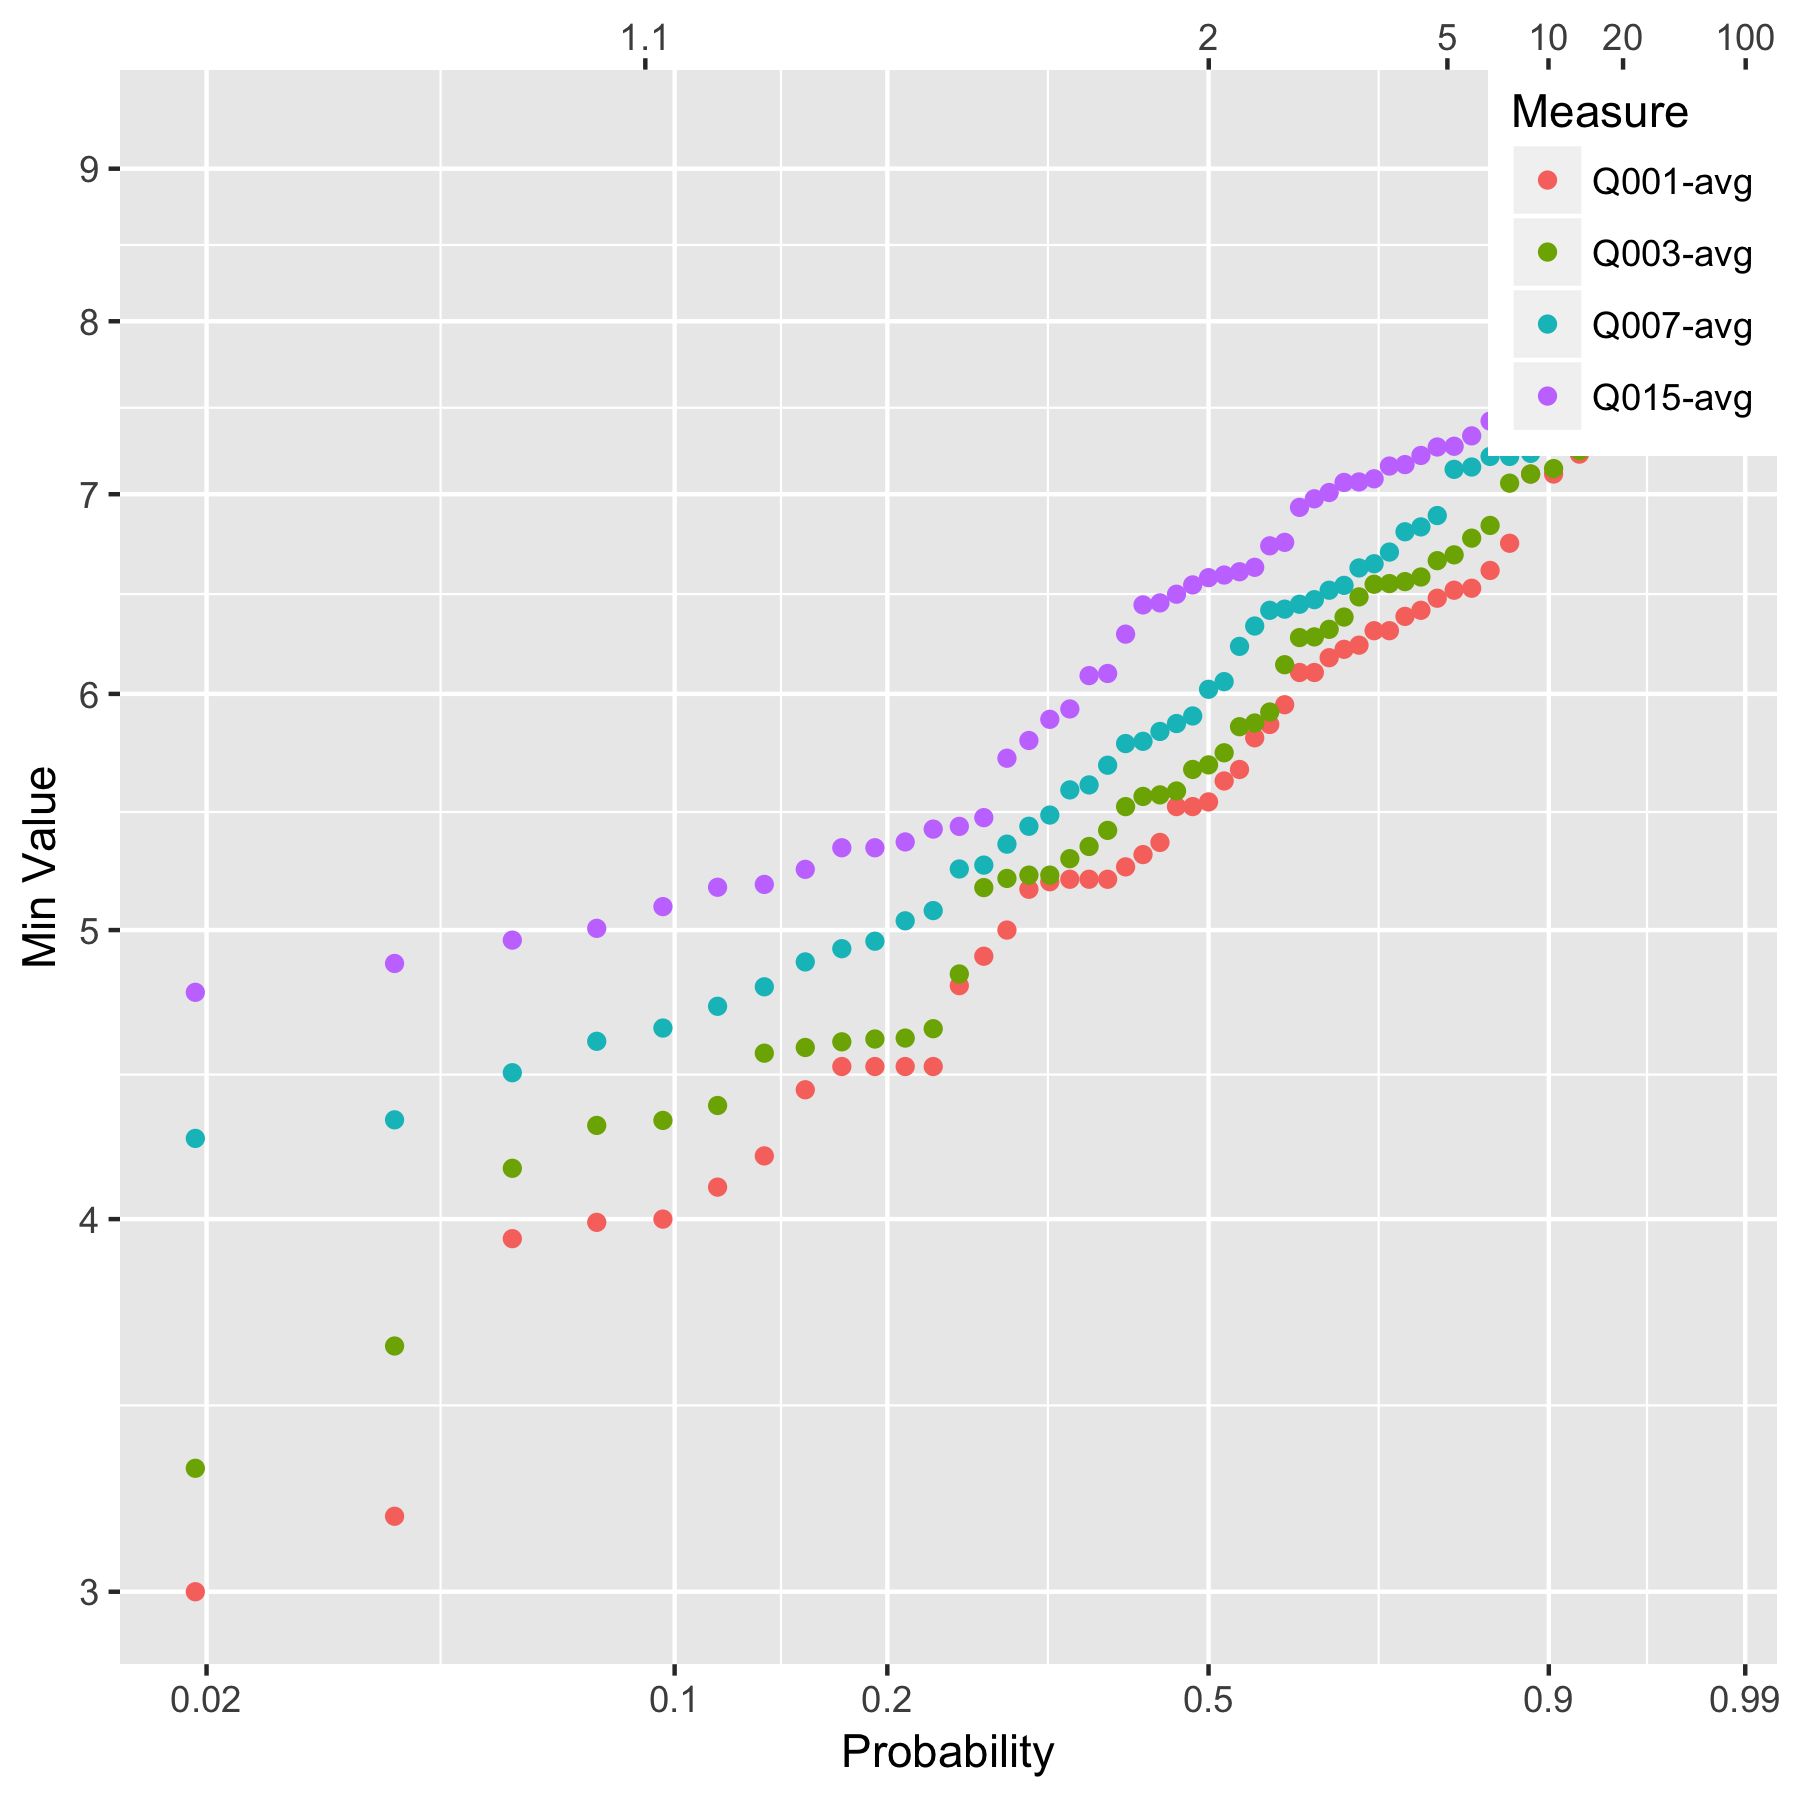 1.1 2 5 10 20 100
Measure
Q001-avg
Q003-avg
Q007-avg
Q015-avg
9
8
7
6
5
4
3
Min Value
0.02 0.1 0.2 0.5 0.9 0.99
Probability